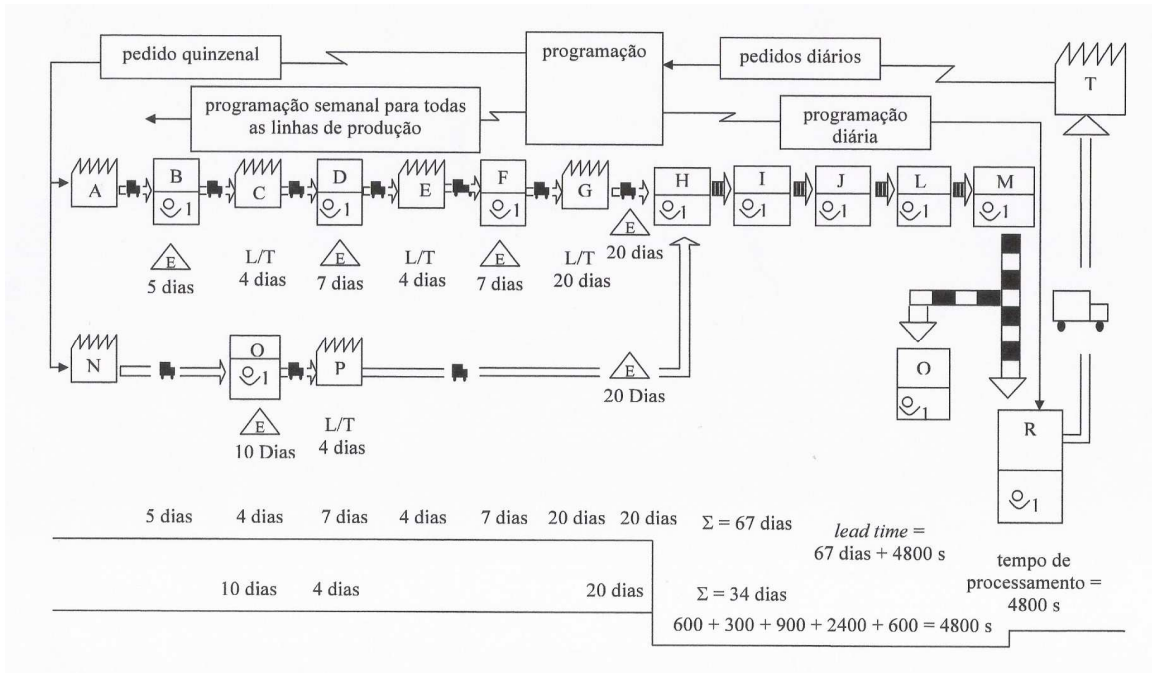 pedido quinzenal
programação
pedidos diários
T
programação semanal para todas
as linhas de produção
programação
diária
A
B
1
C
D
1
E
F
1
G
H
1
I
1
J
1
L
1
M
1
E
5 dias
L/T
4 dias
E
7 dias
L/T
4 dias
E
7 dias
L/T
20 dias
E
20 dias
N
O
1
P
E
20 Dias
E
10 Dias
L/T
4 dias
O
1
R
1
5 dias 4 dias 7 dias 4 dias 7 dias 20 dias 20 dias Σ = 67 dias
lead time =
67 dias + 4800 s
tempo de
processamento =
4800 s
10 dias 4 dias 20 dias Σ = 34 dias
600 + 300 + 900 + 2400 + 600 = 4800 s